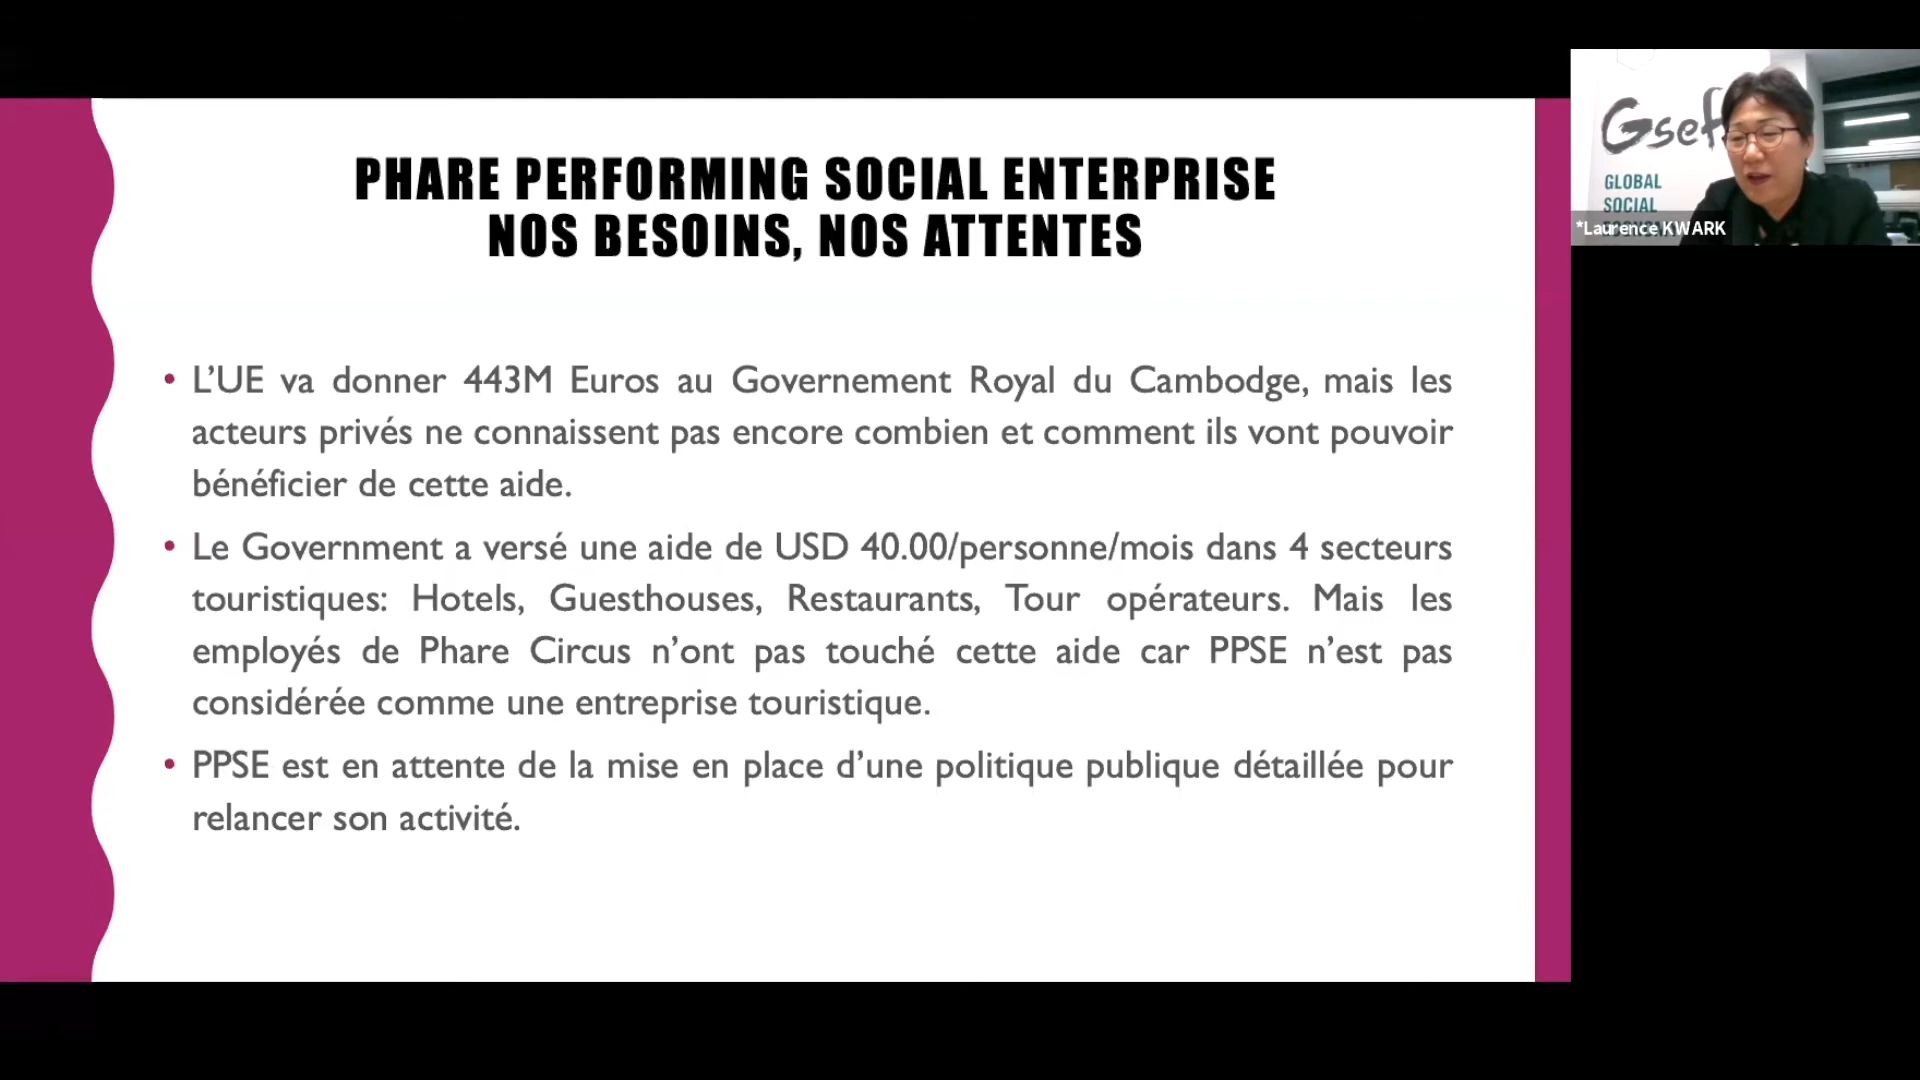 PHARE PERFORMING SOCIAL ENTERPRISE
NOS BESOINS, NOS ATTENTES
• L’UE va donner 443M Euros au Governement Royal du Cambodge, mais les
acteurs privés ne connaissent pas encore combien et comment ils vont pouvoir
bénéficier de cette aide.
• Le Government a versé une aide de USD 40.00/personne/mois dans 4 secteurs
touristiques: Hotels, Guesthouses, Restaurants, Tour opérateurs. Mais les
employés de Phare Circus n’ont pas touché cette aide car PPSE n’est pas
considérée comme une entreprise touristique.
• PPSE est en attente de la mise en place d’une politique publique détaillée pour
relancer son activité.
Gsef
GLOBAL
SOCIAL
*Laurence KWARK